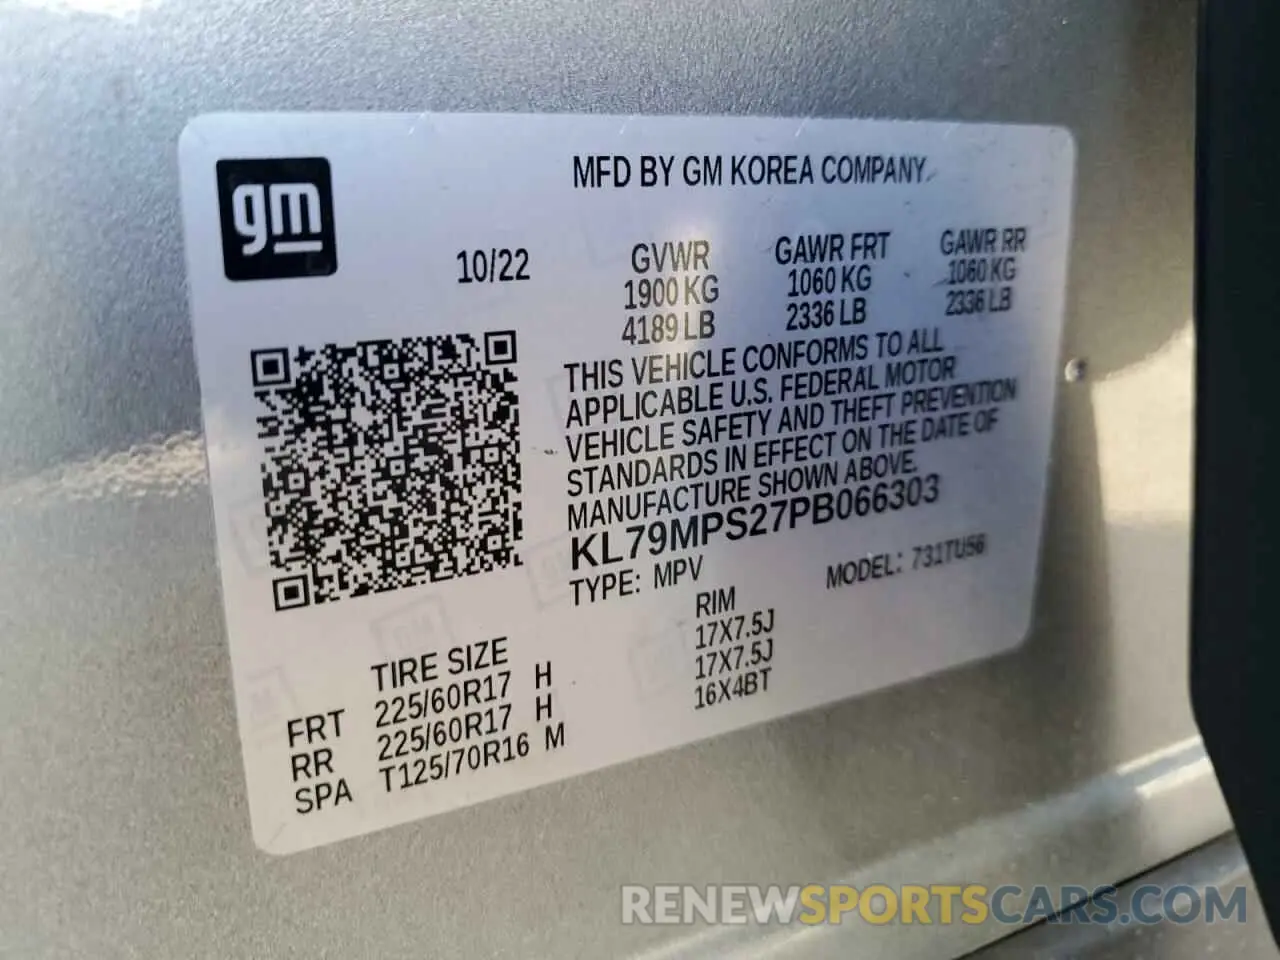 gm
MFD BY GM KOREA COMPANY
10/22
GVWR GAWR FRT GAWR RR
1900 KG 1060 KG 1060 KG
4189 LB 2336 LB 2336 LB
THIS VEHICLE CONFORMS TO ALL
APPLICABLE U.S. FEDERAL MOTOR
VEHICLE SAFETY AND THEFT PREVENTION
STANDARDS IN EFFECT ON THE DATE OF
MANUFACTURE SHOWN ABOVE.
KL79MPS27PB066303
TYPE: MPV MODEL: 731TU56
TIRE SIZE RIM
FRT 225/60R17 H 17X7.5J
RR 225/60R17 H 17X7.5J
SPA T125/70R16 M 16X4BT
RENEWSPORTSCARS.COM